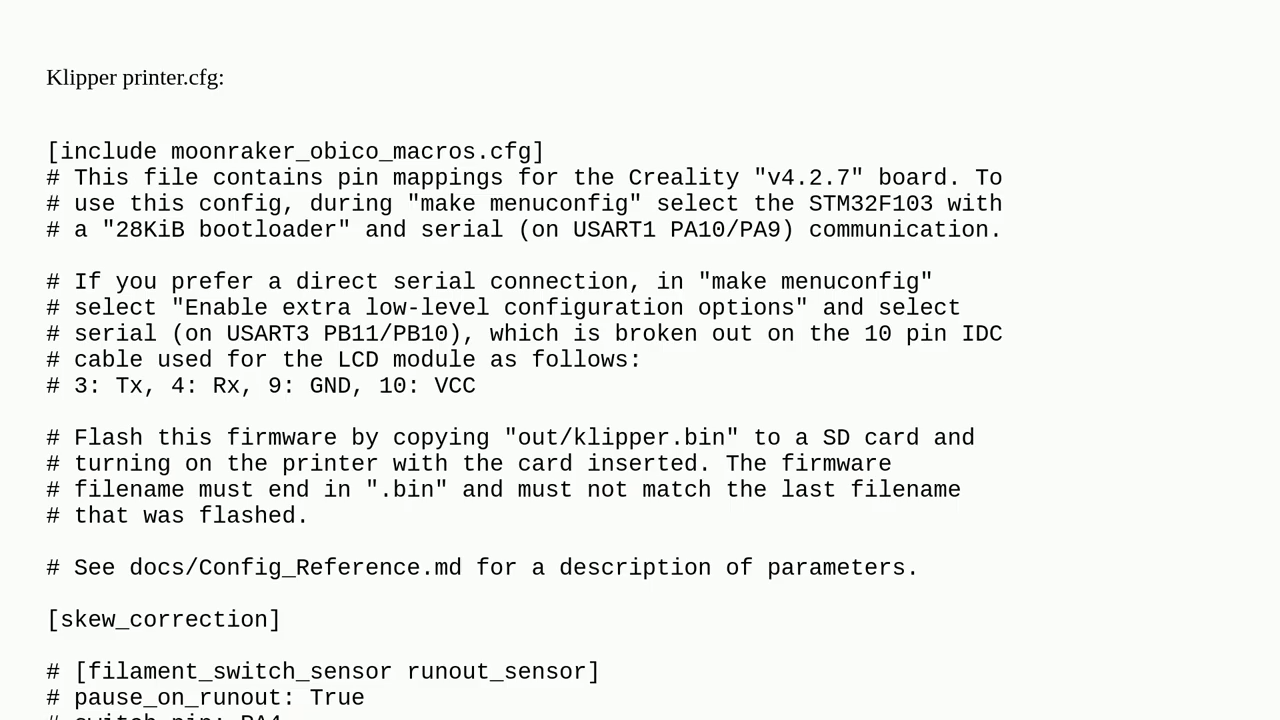 Klipper printer.cfg:
[include moonraker_obico_macros.cfg]
# This file contains pin mappings for the Creality "v4.2.7" board. To
# use this config, during "make menuconfig" select the STM32F103 with
# a "28KiB bootloader" and serial (on USART1 PA10/PA9) communication.
# If you prefer a direct serial connection, in "make menuconfig"
# select "Enable extra low-level configuration options" and select
# serial (on USART3 PB11/PB10), which is broken out on the 10 pin IDC
# cable used for the LCD module as follows:
# 3: Tx, 4: Rx, 9: GND, 10: VCC
# Flash this firmware by copying "out/klipper.bin" to a SD card and
# turning on the printer with the card inserted. The firmware
# filename must end in ".bin" and must not match the last filename
# that was flashed.
# See docs/Config_Reference.md for a description of parameters.
[skew_correction]
# [filament_switch_sensor runout_sensor]
# pause_on_runout: True
# switch_pin: PA4